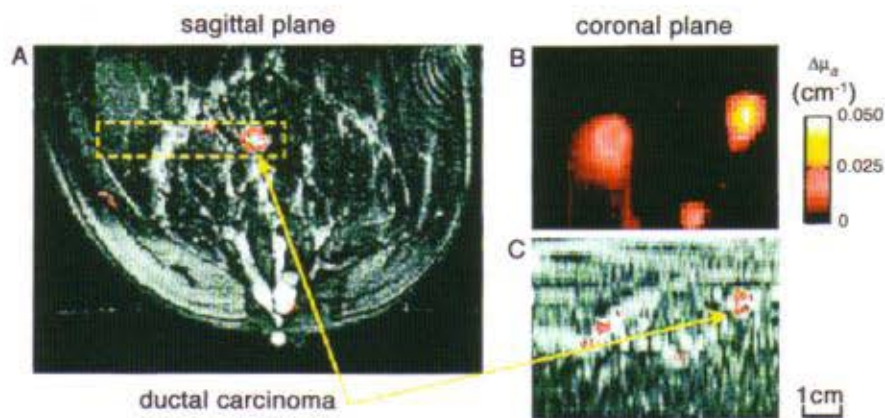 sagittal plane
coronal plane
A
B
Δμa
(cm⁻¹)
0.050
0.025
0
C
ductal carcinoma
1cm